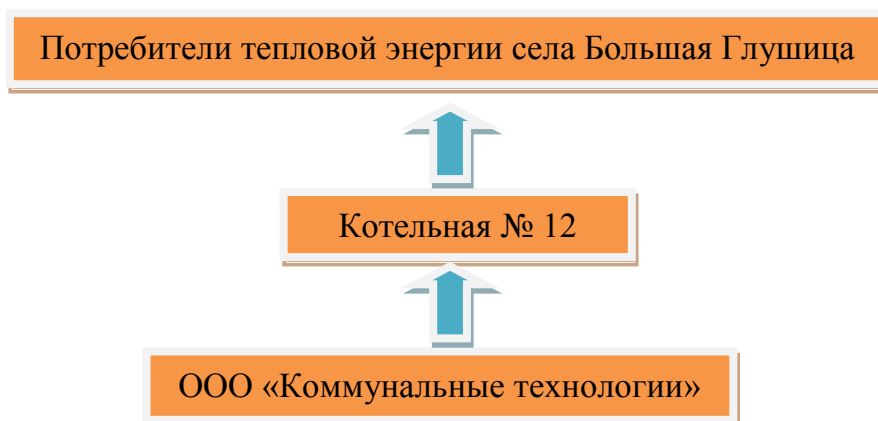 Потребители тепловой энергии села Большая Глушица
Котельная № 12
ООО «Коммунальные технологии»